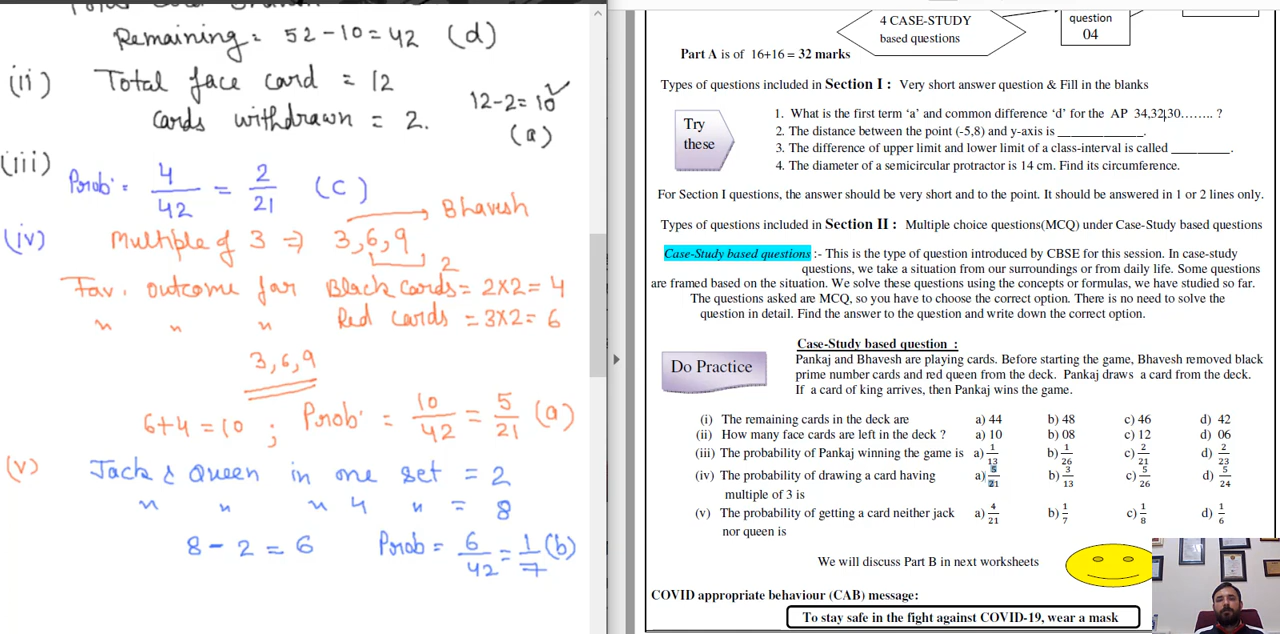 Remaining = 52-10=42 (d)
(ii) Total face card = 12
12-2=10
cards withdrawn = 2.
(a)
(iii) Prob. = 4/42 = 2/21 (C)
Bhavesh
(iv) Multiple of 3 => 3,6,9
2
Fav. outcome for Black cards = 2x2=4
" " " Red cards = 3x2=6
3,6,9
6+4=10 ; Prob. = 10/42 = 5/21 (a)
(v) Jack & Queen in one set = 2
" " " 4 " = 8
8 - 2 = 6 Prob = 6/42 = 1/7 (b)
4 CASE-STUDY
based questions
question
04
Part A is of 16+16 = 32 marks
Types of questions included in Section I : Very short answer question & Fill in the blanks
Try
these
1. What is the first term ‘a’ and common difference ‘d’ for the AP 34,32,30…….. ?
2. The distance between the point (-5,8) and y-axis is ____________.
3. The difference of upper limit and lower limit of a class-interval is called ________.
4. The diameter of a semicircular protractor is 14 cm. Find its circumference.
For Section I questions, the answer should be very short and to the point. It should be answered in 1 or 2 lines only.
Types of questions included in Section II : Multiple choice questions(MCQ) under Case-Study based questions
Case-Study based questions :- This is the type of question introduced by CBSE for this session. In case-study
questions, we take a situation from our surroundings or from daily life. Some questions
are framed based on the situation. We solve these questions using the concepts or formulas, we have studied so far.
The questions asked are MCQ, so you have to choose the correct option. There is no need to solve the
question in detail. Find the answer to the question and write down the correct option.
Case-Study based question :
Do Practice
Pankaj and Bhavesh are playing cards. Before starting the game, Bhavesh removed black
prime number cards and red queen from the deck. Pankaj draws a card from the deck.
If a card of king arrives, then Pankaj wins the game.
(i) The remaining cards in the deck are a) 44 b) 48 c) 46 d) 42
(ii) How many face cards are left in the deck ? a) 10 b) 08 c) 12 d) 06
(iii) The probability of Pankaj winning the game is a) 1/13 b) 1/26 c) 2/21 d) 2/23
(iv) The probability of drawing a card having a) 5/21 b) 3/13 c) 5/26 d) 5/24
multiple of 3 is
(v) The probability of getting a card neither jack a) 4/21 b) 1/7 c) 1/8 d) 1/6
nor queen is
We will discuss Part B in next worksheets
COVID appropriate behaviour (CAB) message:
To stay safe in the fight against COVID-19, wear a mask